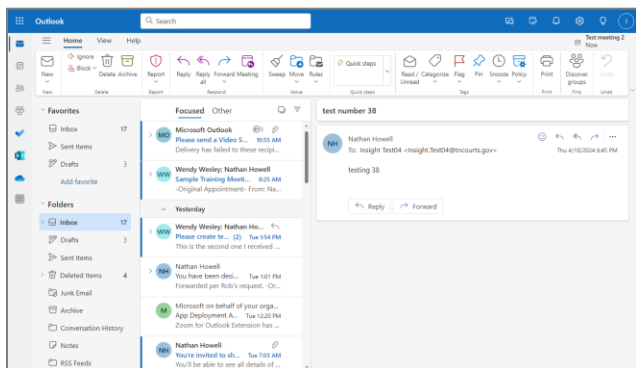 Outlook
Search
Home View Help
Test meeting 2
Now
New
Ignore
Block
Delete Archive
Report
Reply Reply all Forward Meeting
Sweep Move Rules
Quick steps
Read / Unread Categorize Flag Pin Snooze Policy
Print
Discover groups
Undo
New Delete Report Respond Move Quick steps Tags Print Find Undo
Favorites
Inbox 17
Sent Items
Drafts 3
Add favorite
Folders
Inbox 17
Drafts 3
Sent Items
Deleted Items 4
Junk Email
Archive
Conversation History
Notes
RSS Feeds
Focused Other
MO
Microsoft Outlook
Please send a Video S... 10:55 AM
Delivery has failed to these recipi...
WW
Wendy Wesley; Nathan Howell
Sample Training Meeti... 8:25 AM
-Original Appointment- From: Na...
Yesterday
WW
Wendy Wesley; Nathan Ho...
Please create te... (2) Tue 1:54 PM
This is the second one I received ...
NH
Nathan Howell
You have been desi... Tue 1:01 PM
Forwarded per Rob's request. -Or...
M
Microsoft on behalf of your orga...
App Deployment A... Tue 12:20 PM
Zoom for Outlook Extension has ...
NH
Nathan Howell
You're invited to sh... Tue 7:03 AM
You'll be able to see all details of ...
test number 38
NH
Nathan Howell
To: Insight Test04 <Insight.Test04@tncourts.gov>
Thu 4/18/2024 6:45 PM
testing 38
Reply
Forward